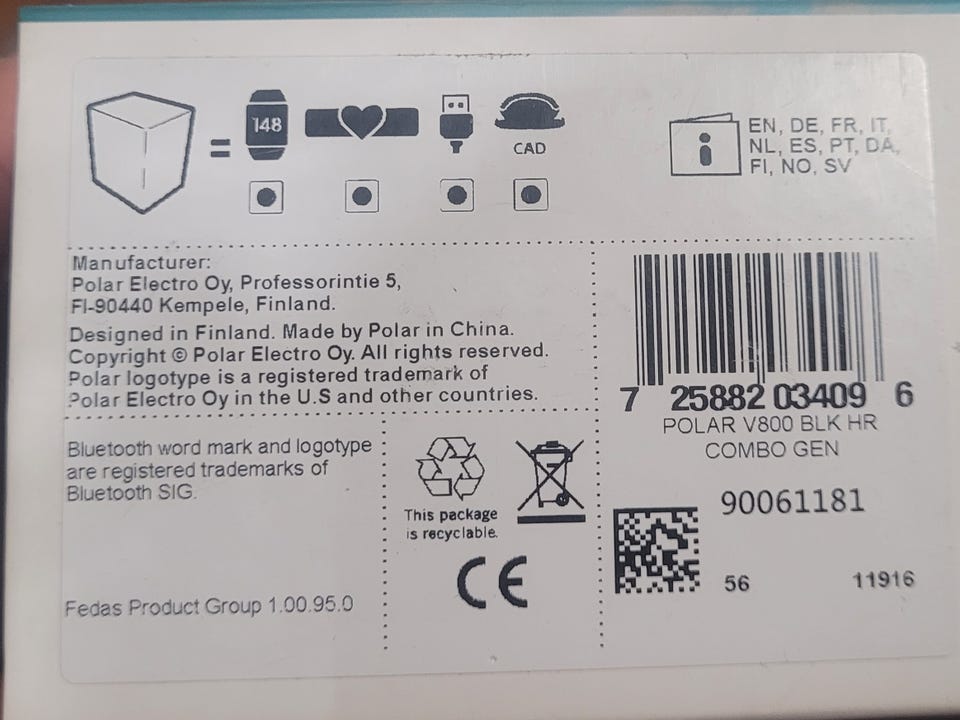 148
CAD
EN, DE, FR, IT,
NL, ES, PT, DA,
FI, NO, SV
Manufacturer:
Polar Electro Oy, Professorintie 5,
FI-90440 Kempele, Finland.
Designed in Finland. Made by Polar in China.
Copyright © Polar Electro Oy. All rights reserved.
Polar logotype is a registered trademark of
Polar Electro Oy in the U.S and other countries.
7 25882 03409 6
POLAR V800 BLK HR
COMBO GEN
Bluetooth word mark and logotype
are registered trademarks of
Bluetooth SIG.
This package
is recyclable.
CE
90061181
56 11916
Fedas Product Group 1.00.95.0